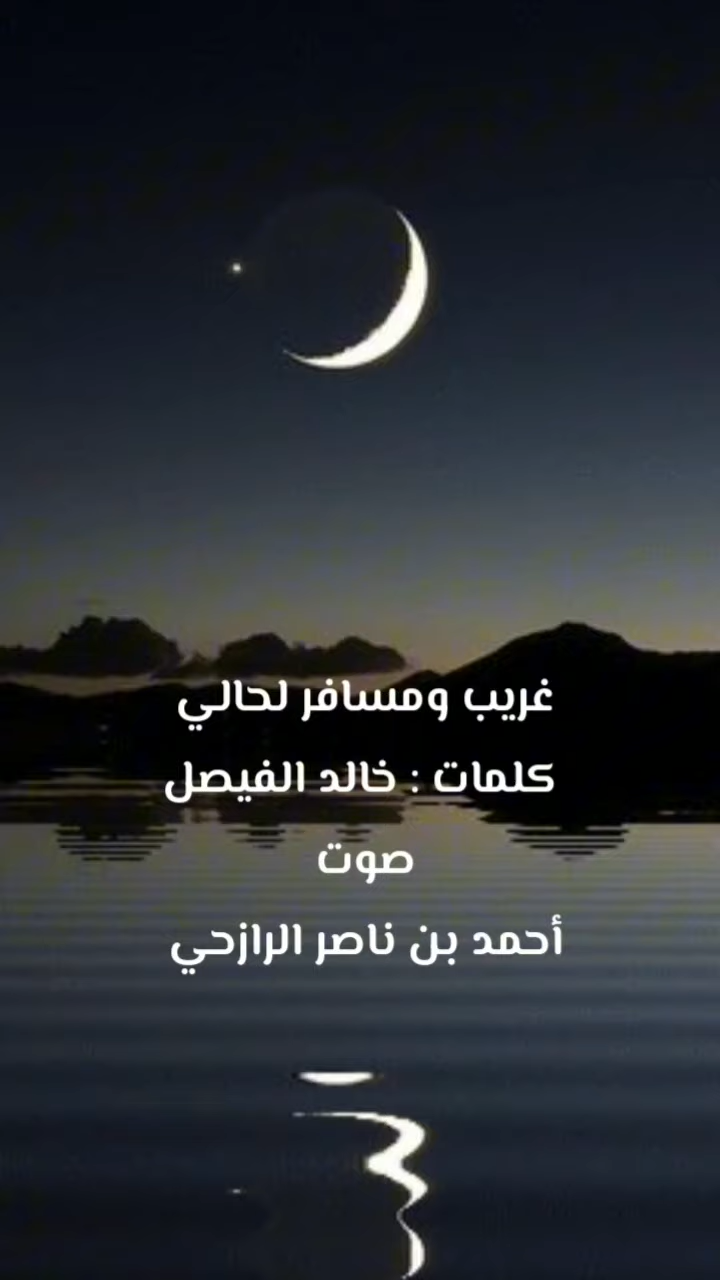 غريب ومسافر لحالي
كلمات : خالد الفيصل
صوت
أحمد بن ناصر الرازحي